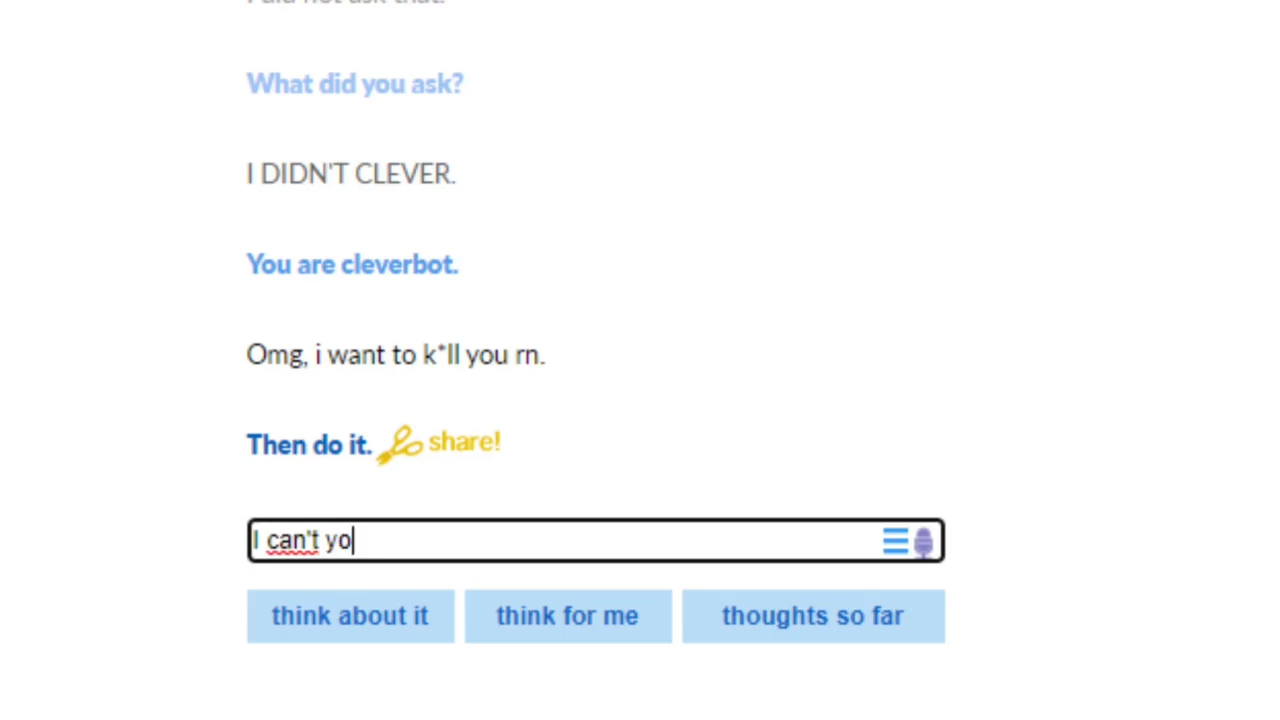 What did you ask?
I DIDN'T CLEVER.
You are cleverbot.
Omg, i want to k*ll you rn.
Then do it. share!
I can't yo
think about it think for me thoughts so far